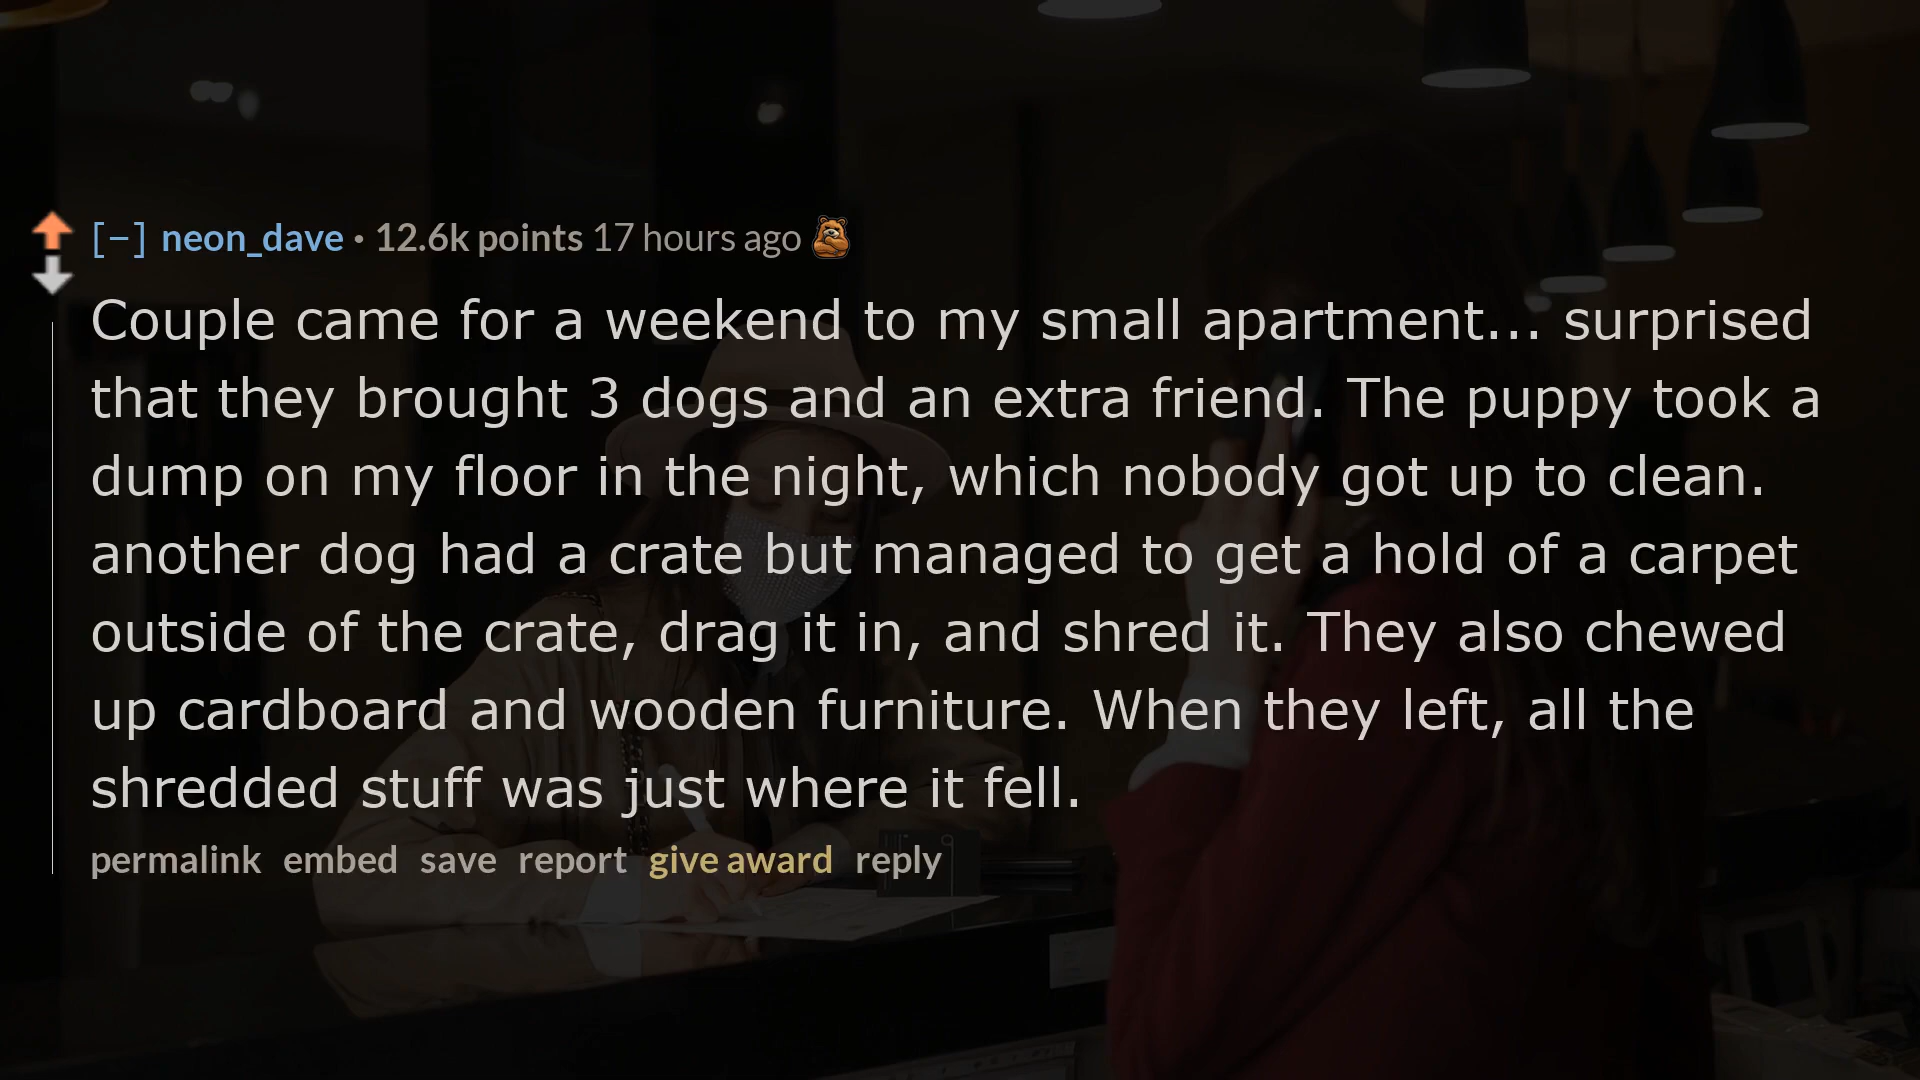 [−] neon_dave · 12.6k points 17 hours ago
Couple came for a weekend to my small apartment... surprised
that they brought 3 dogs and an extra friend. The puppy took a
dump on my floor in the night, which nobody got up to clean.
another dog had a crate but managed to get a hold of a carpet
outside of the crate, drag it in, and shred it. They also chewed
up cardboard and wooden furniture. When they left, all the
shredded stuff was just where it fell.
permalink embed save report give award reply